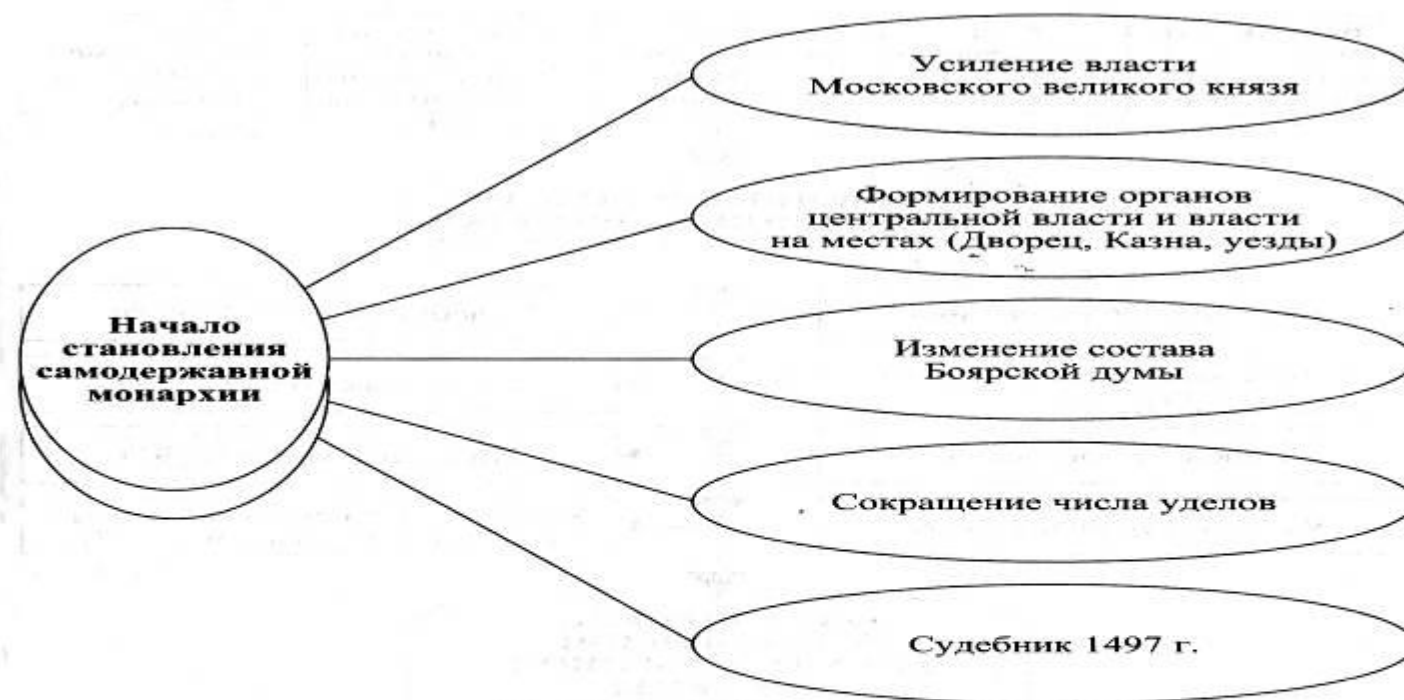 Начало
становления
самодержавной
монархии
Усиление власти
Московского великого князя
Формирование органов
центральной власти и власти
на местах (Дворец, Казна, уезды)
Изменение состава
Боярской думы
Сокращение числа уделов
Судебник 1497 г.